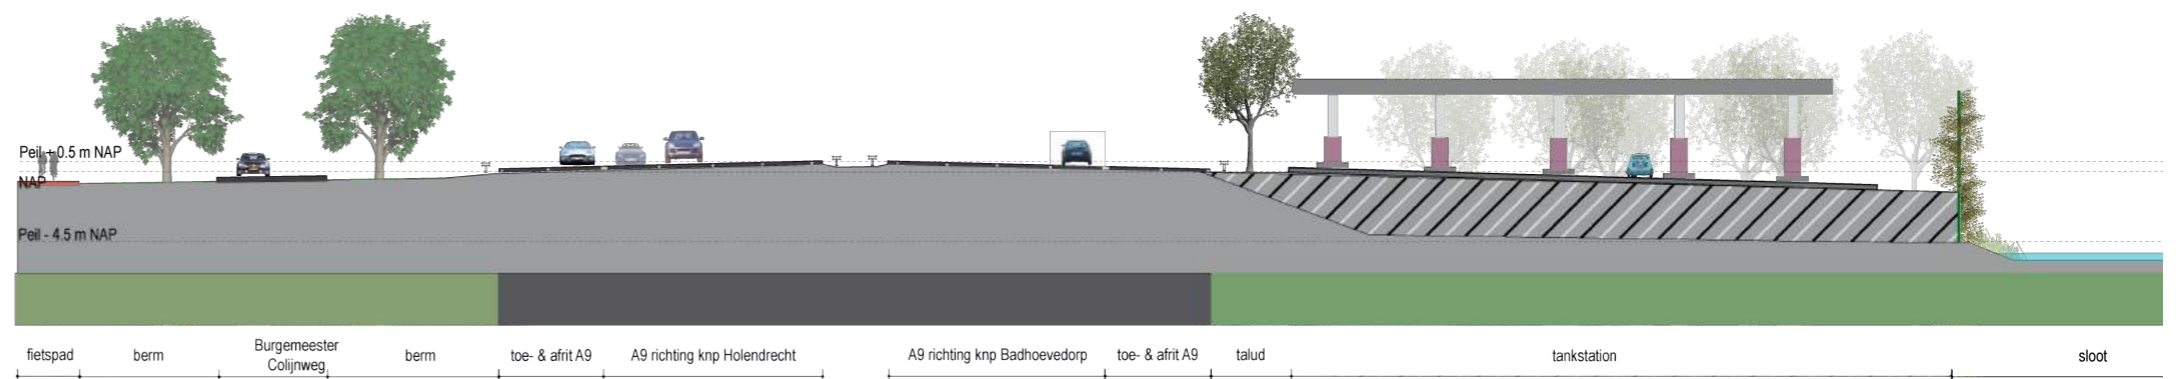 Peil + 0.5 m NAP
NAP
Peil - 4.5 m NAP
fietspad
berm
Burgemeester
Colijnweg
berm
toe- & afrit A9
A9 richting knp Holendrecht
A9 richting knp Badhoevedorp
toe- & afrit A9
talud
tankstation
sloot